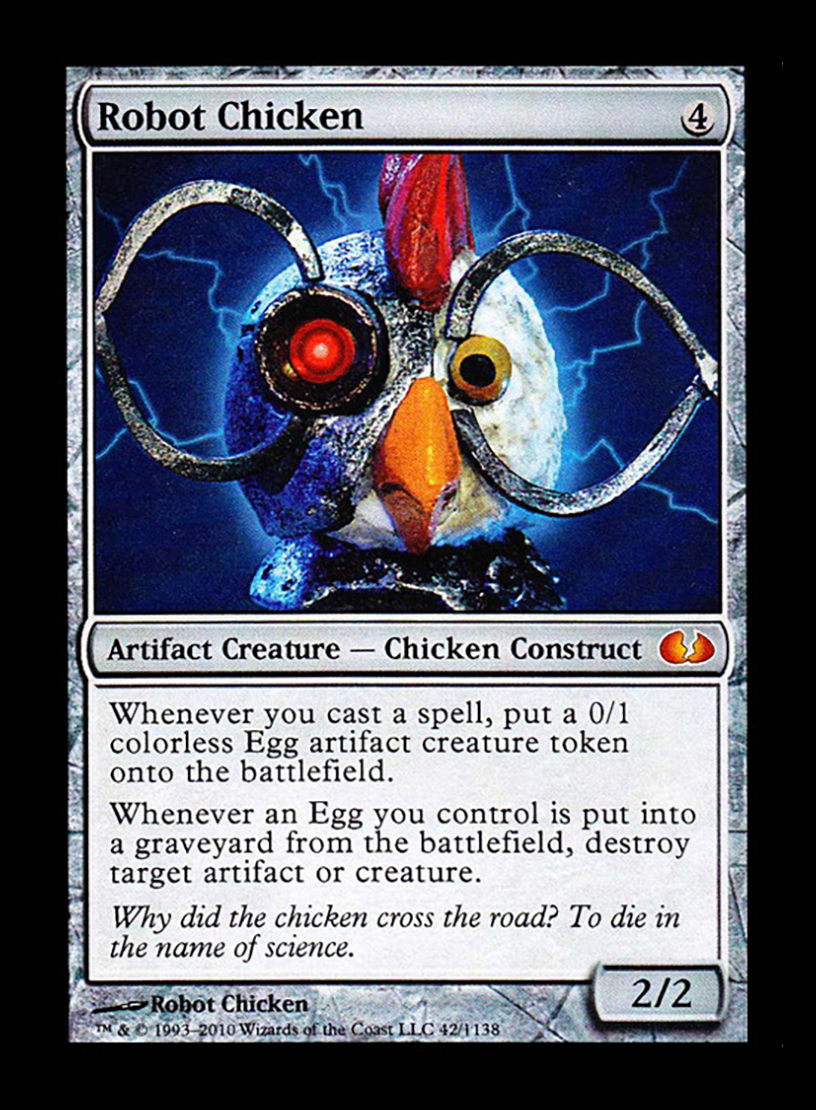 Robot Chicken 4
Artifact Creature — Chicken Construct
Whenever you cast a spell, put a 0/1
colorless Egg artifact creature token
onto the battlefield.
Whenever an Egg you control is put into
a graveyard from the battlefield, destroy
target artifact or creature.
Why did the chicken cross the road? To die in
the name of science.
2/2
Robot Chicken
™ & © 1993–2010 Wizards of the Coast LLC 42/1138